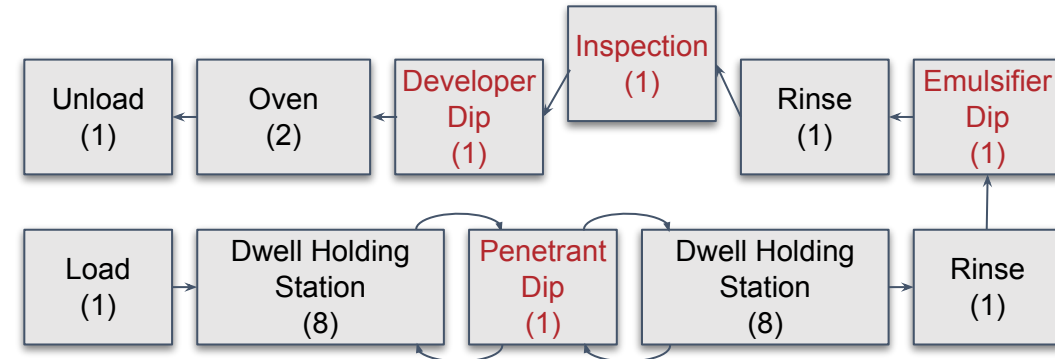 Inspection
(1)
Unload
(1)
Oven
(2)
Developer
Dip
(1)
Rinse
(1)
Emulsifier
Dip
(1)
Load
(1)
Dwell Holding
Station
(8)
Penetrant
Dip
(1)
Dwell Holding
Station
(8)
Rinse
(1)